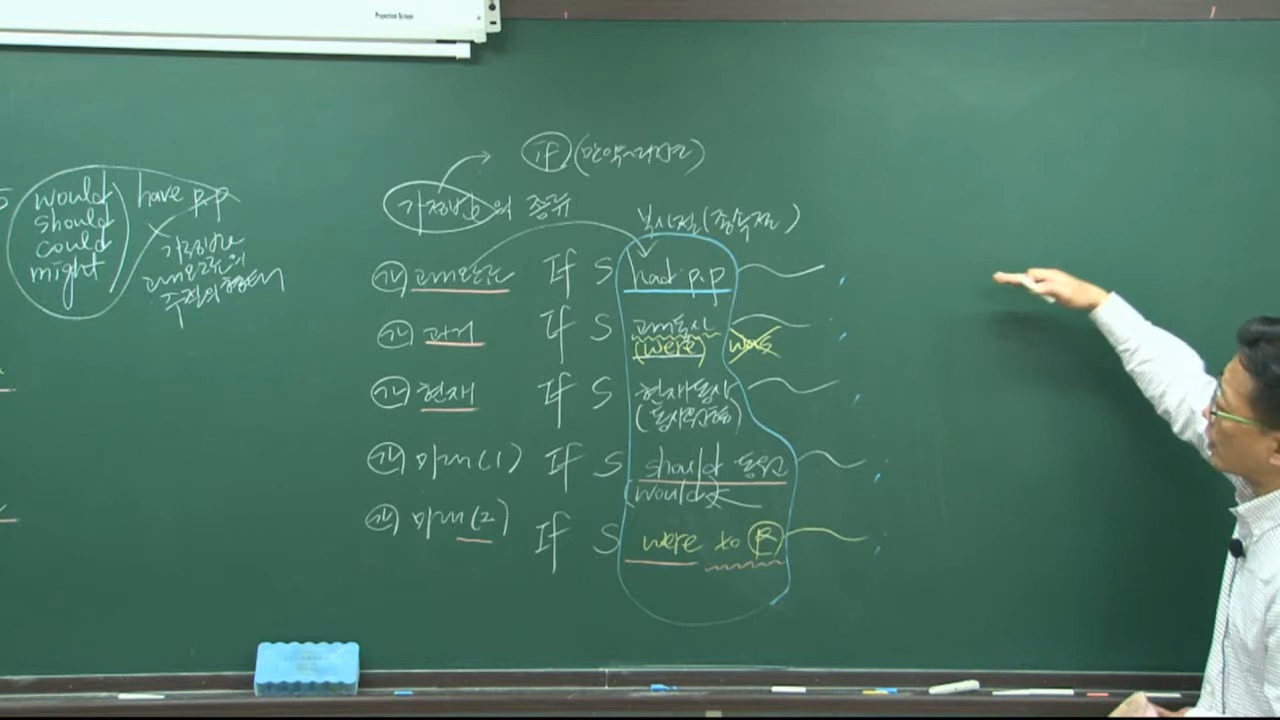 Projection Screen
if (만약~라면)
가정법의 종류
부사절(종속절)
would
should
could
might
have p.p
가정법
과거완료의
주절의 형태
㉮ 과거완료 If S had p.p
㉮ 과거 If S 과거동사
(were) was
㉮ 현재 If S 현재동사
(동사원형)
㉮ 미래(1) If S should 동원
(would
㉮ 미래(2) If S were to R